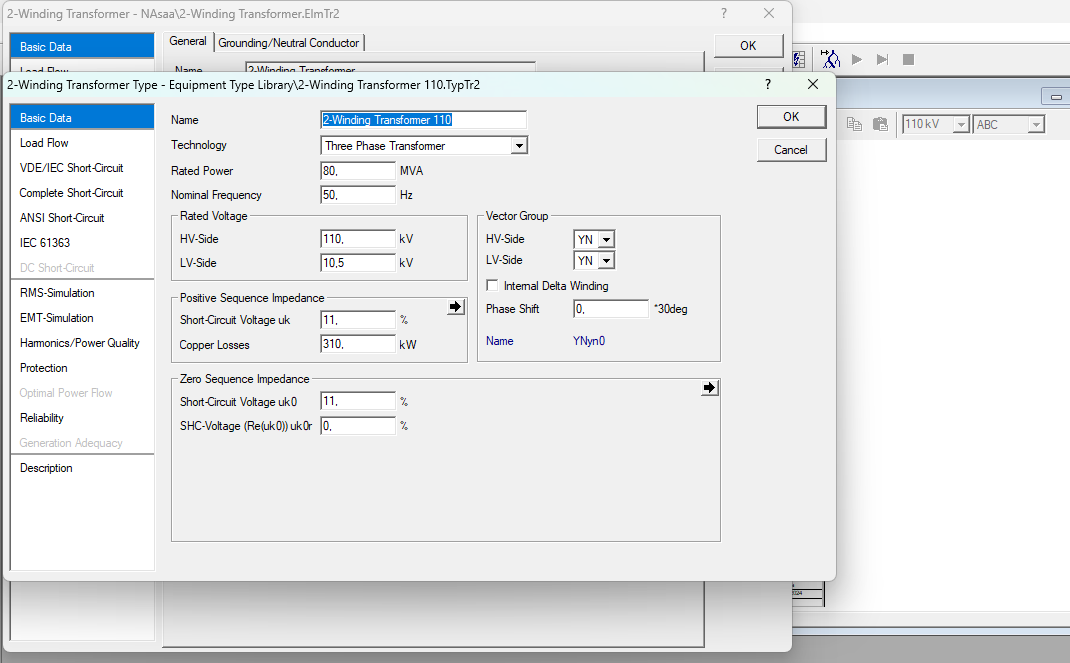 2-Winding Transformer - NAsaa\2-Winding Transformer.ElmTr2 ?
Basic Data
General Grounding/Neutral Conductor
OK
Load Flow
Name 2-Winding Transformer
2-Winding Transformer Type - Equipment Type Library\2-Winding Transformer 110.TypTr2 ?
Basic Data
Load Flow
VDE/IEC Short-Circuit
Complete Short-Circuit
ANSI Short-Circuit
IEC 61363
DC Short-Circuit
RMS-Simulation
EMT-Simulation
Harmonics/Power Quality
Protection
Optimal Power Flow
Reliability
Generation Adequacy
Description
Name 2-Winding Transformer 110
Technology Three Phase Transformer
Rated Power 80, MVA
Nominal Frequency 50, Hz
Rated Voltage
HV-Side 110, kV
LV-Side 10,5 kV
Positive Sequence Impedance
Short-Circuit Voltage uk 11, %
Copper Losses 310, kW
Vector Group
HV-Side YN
LV-Side YN
Internal Delta Winding
Phase Shift 0, *30deg
Name YNyn0
Zero Sequence Impedance
Short-Circuit Voltage uk0 11, %
SHC-Voltage (Re(uk0)) uk0r 0, %
OK
Cancel
110 kV ABC